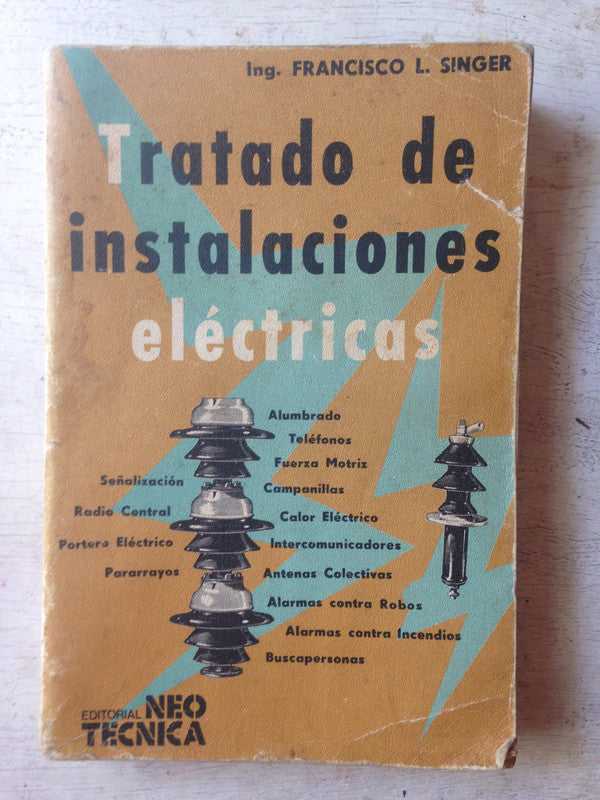 Ing. FRANCISCO L. SINGER
Tratado de
instalaciones
eléctricas
Alumbrado
Teléfonos
Fuerza Motriz
Señalización
Campanillas
Radio Central
Calor Eléctrico
Portero Eléctrico
Intercomunicadores
Pararrayos
Antenas Colectivas
Alarmas contra Robos
Alarmas contra Incendios
Buscapersonas
EDITORIAL NEO
TECNICA